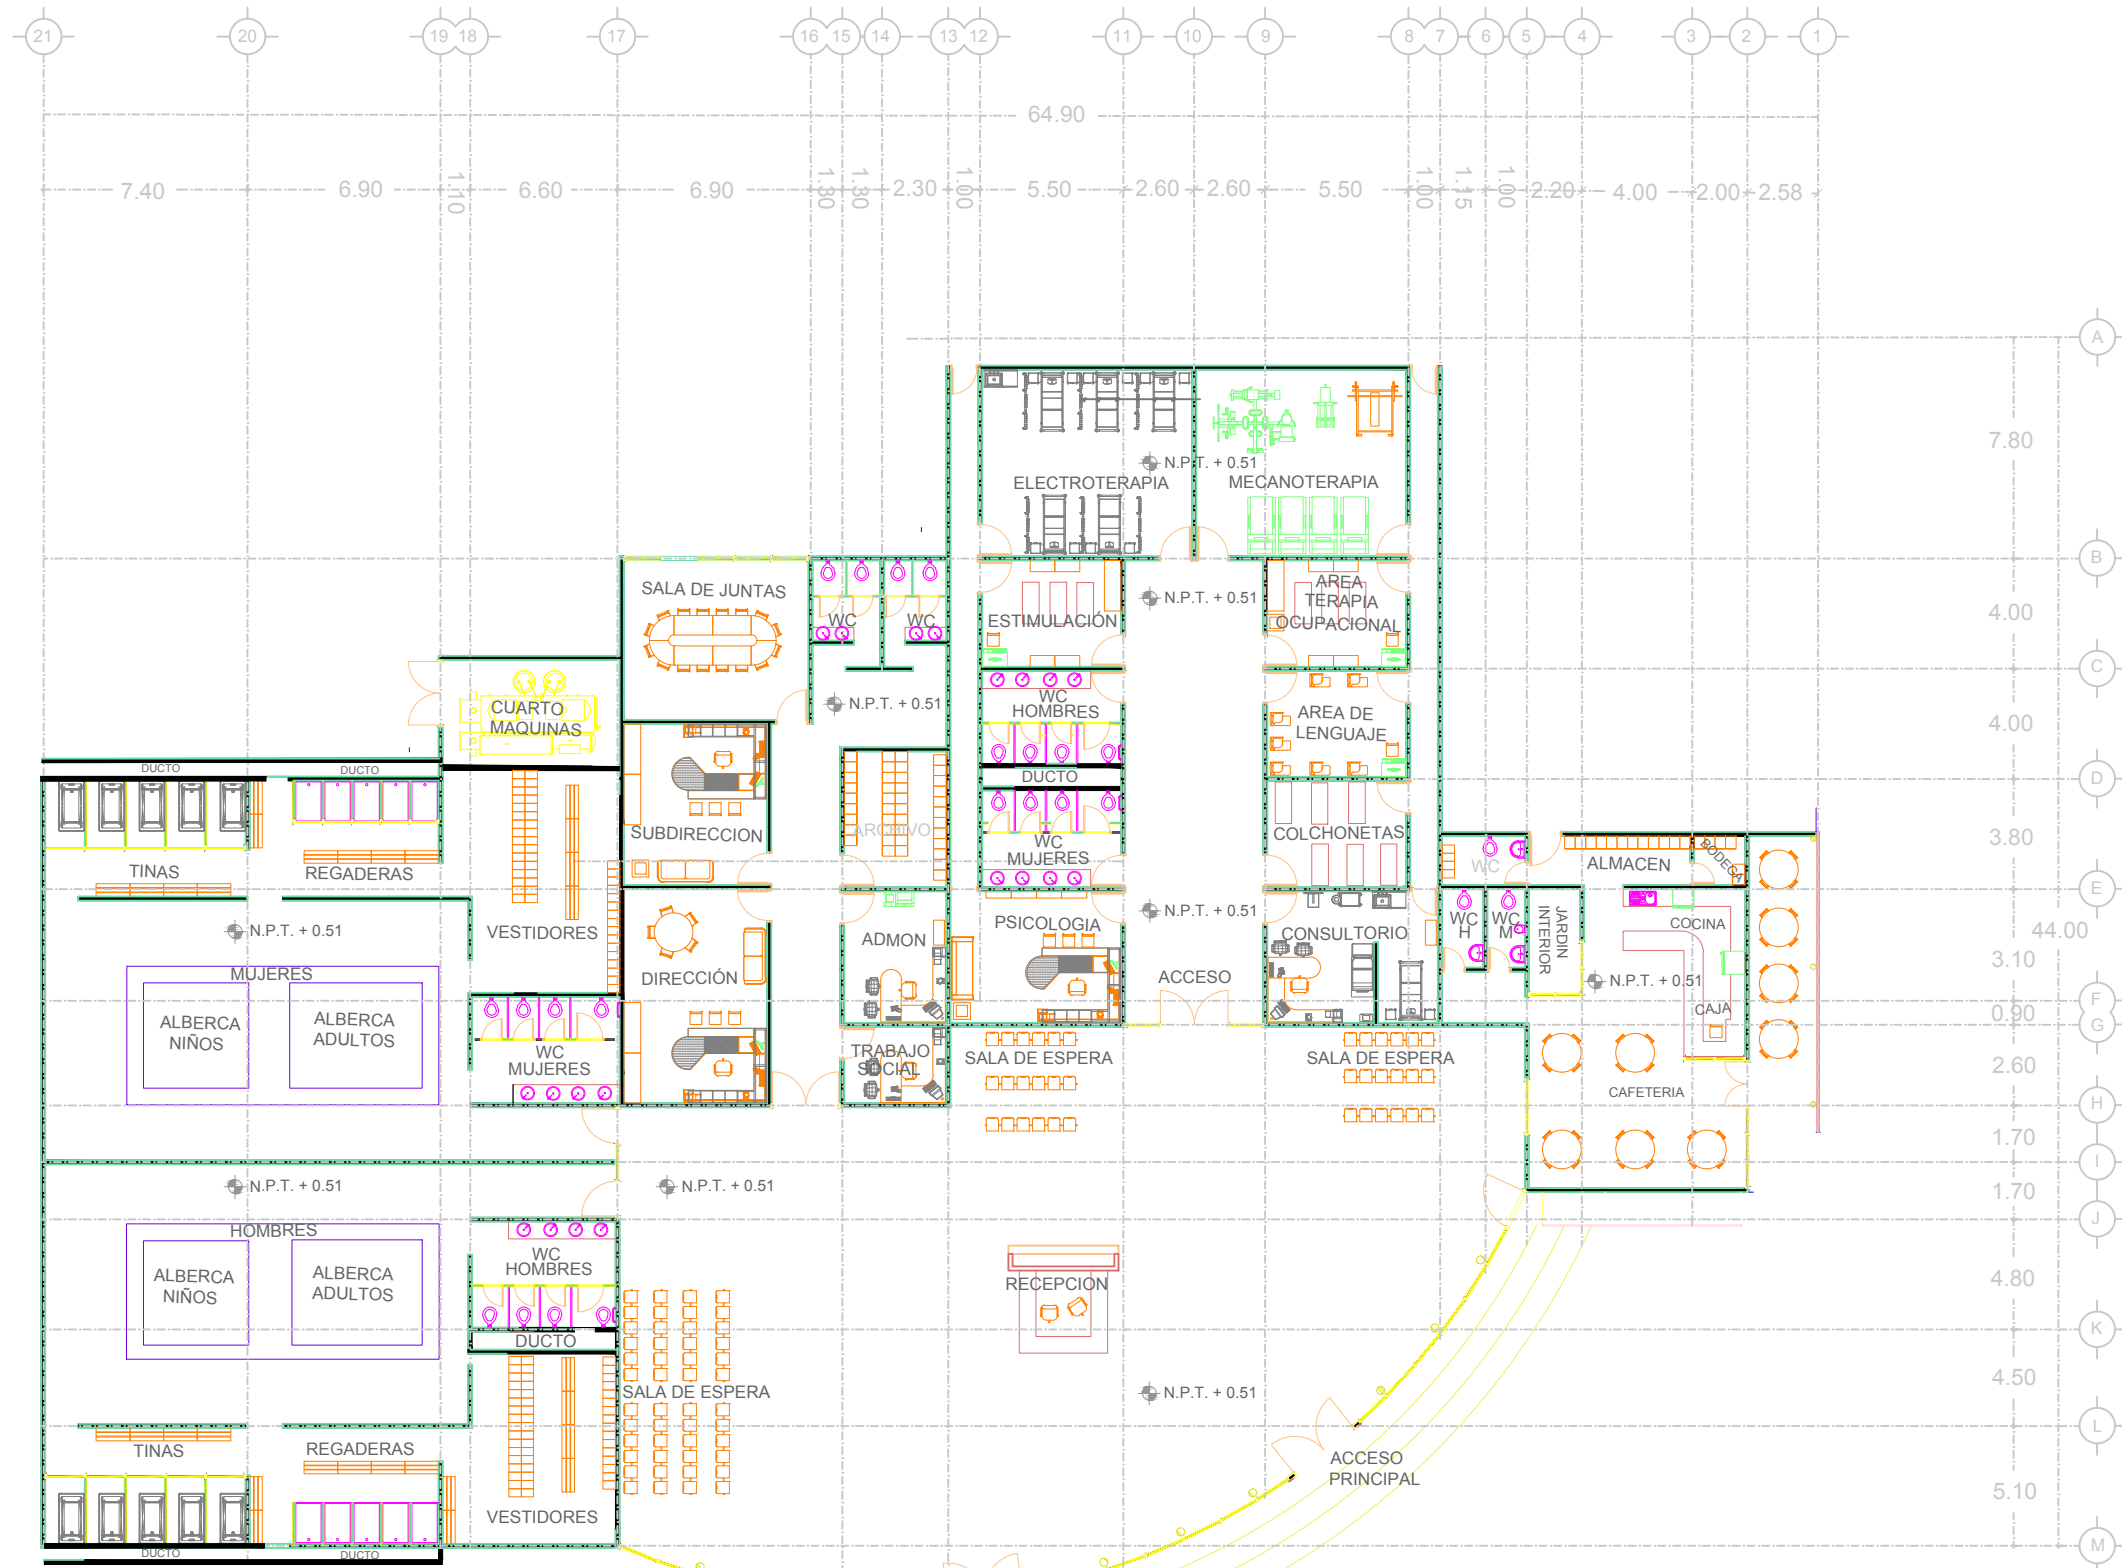 21 20 19 18 17 16 15 14 13 12 11 10 9 8 7 6 5 4 3 2 1
64.90
7.40 6.90 1.10 6.60 6.90 1.30 1.30 2.30 1.00 5.50 2.60 2.60 5.50 1.00 1.15 1.00 2.20 4.00 2.00 2.58
A
7.80
N.P.T. + 0.51
ELECTROTERAPIA
MECANOTERAPIA
B
SALA DE JUNTAS
WC
WC
ESTIMULACIÓN
N.P.T. + 0.51
AREA
TERAPIA
OCUPACIONAL
4.00
C
CUARTO
MAQUINAS
N.P.T. + 0.51
WC
HOMBRES
AREA DE
LENGUAJE
4.00
DUCTO
DUCTO
DUCTO
D
SUBDIRECCION
ARCHIVO
WC
MUJERES
COLCHONETAS
WC
ALMACEN
BODEGA
3.80
TINAS
REGADERAS
E
N.P.T. + 0.51
VESTIDORES
ADMON
PSICOLOGIA
N.P.T. + 0.51
CONSULTORIO
WC
H
WC
M
JARDIN
INTERIOR
COCINA
44.00
MUJERES
DIRECCIÓN
ACCESO
N.P.T. + 0.51
3.10
F
CAJA
0.90
G
ALBERCA
NIÑOS
ALBERCA
ADULTOS
WC
MUJERES
TRABAJO
SOCIAL
SALA DE ESPERA
SALA DE ESPERA
2.60
CAFETERIA
H
1.70
I
N.P.T. + 0.51
N.P.T. + 0.51
1.70
J
HOMBRES
ALBERCA
NIÑOS
ALBERCA
ADULTOS
WC
HOMBRES
RECEPCION
4.80
DUCTO
K
SALA DE ESPERA
N.P.T. + 0.51
4.50
L
TINAS
REGADERAS
ACCESO
PRINCIPAL
5.10
VESTIDORES
DUCTO
DUCTO
M